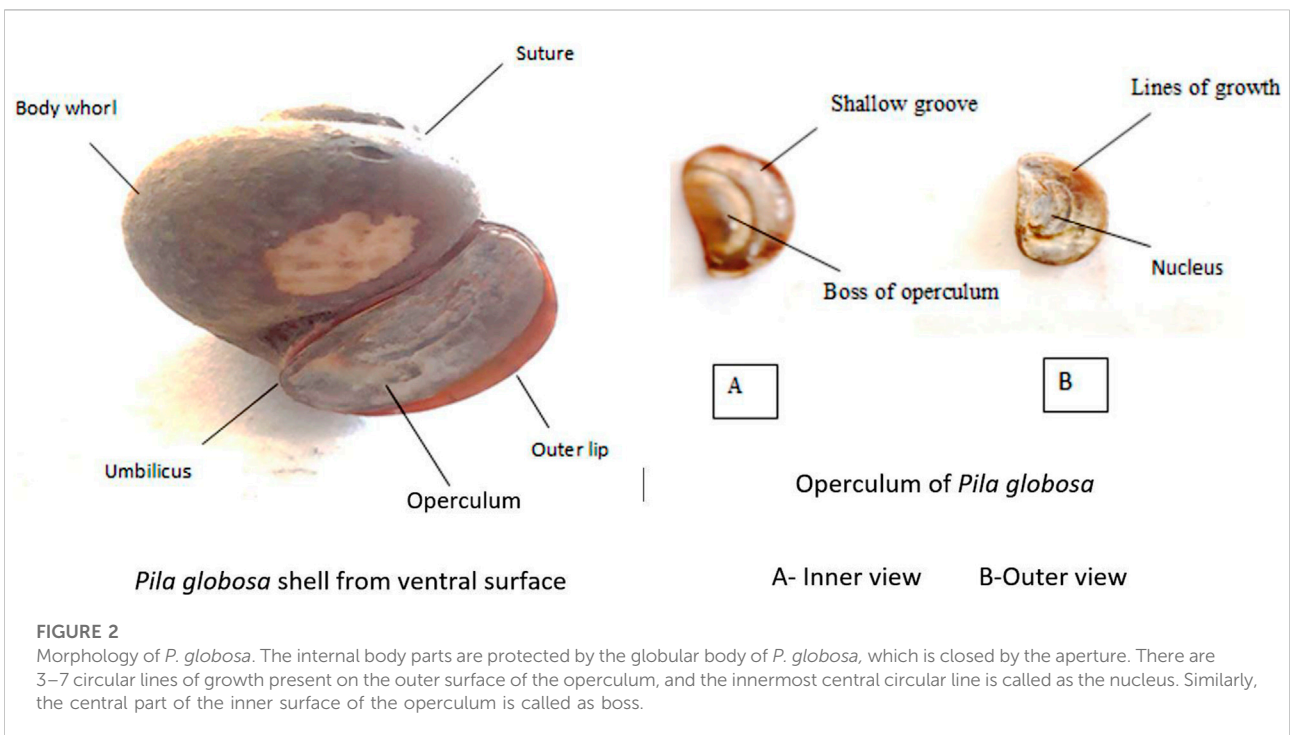 Suture
Body whorl
Umbilicus
Operculum
Outer lip
Pila globosa shell from ventral surface
Shallow groove
Lines of growth
Boss of operculum
Nucleus
A
B
Operculum of Pila globosa
A- Inner view B-Outer view
FIGURE 2
Morphology of P. globosa. The internal body parts are protected by the globular body of P. globosa, which is closed by the aperture. There are
3–7 circular lines of growth present on the outer surface of the operculum, and the innermost central circular line is called as the nucleus. Similarly,
the central part of the inner surface of the operculum is called as boss.